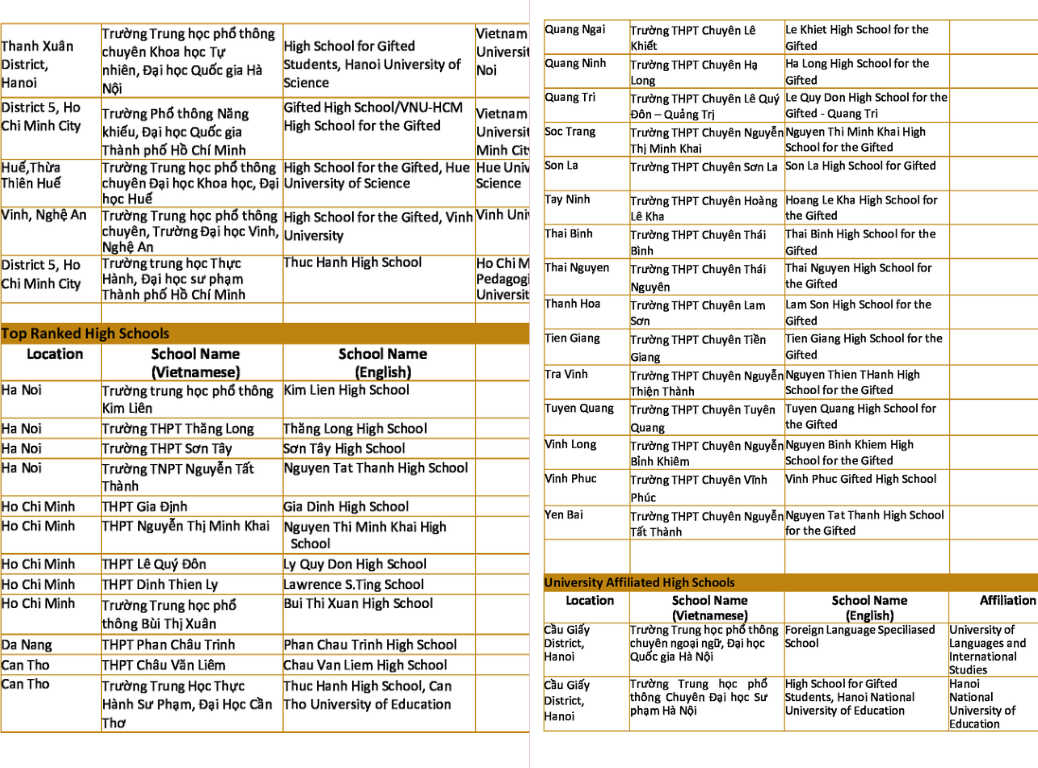 Thanh Xuân
District,
Hanoi
Trường Trung học phổ thông
chuyên Khoa học Tự
nhiên, Đại học Quốc gia Hà
Nội
High School for Gifted
Students, Hanoi University of
Science
Vietnam
Universit
Noi
District 5, Ho
Chi Minh City
Trường Phổ thông Năng
khiếu, Đại học Quốc gia
Thành phố Hồ Chí Minh
Gifted High School/VNU-HCM
High School for the Gifted
Vietnam
Universit
Minh Cit
Huế,Thừa
Thiên Huế
Trường Trung học phổ thông
chuyên Đại học Khoa học, Đại
học Huế
High School for the Gifted, Hue
University of Science
Hue Univ
Science
Vinh, Nghệ An
Trường Trung học phổ thông
chuyên, Trường Đại học Vinh,
Nghệ An
High School for the Gifted, Vinh
University
Vinh Univ
District 5, Ho
Chi Minh City
Trường trung học Thực
Hành, Đại học sư phạm
Thành phố Hồ Chí Minh
Thuc Hanh High School
Ho Chi M
Pedagogi
Universit
Top Ranked High Schools
Location
School Name
(Vietnamese)
School Name
(English)
Ha Noi
Trường trung học phổ thông
Kim Liên
Kim Lien High School
Ha Noi
Trường THPT Thăng Long
Thăng Long High School
Ha Noi
Trường THPT Sơn Tây
Sơn Tây High School
Ha Noi
Trường TNPT Nguyễn Tất
Thành
Nguyen Tat Thanh High School
Ho Chi Minh
THPT Gia Định
Gia Dinh High School
Ho Chi Minh
THPT Nguyễn Thị Minh Khai
Nguyen Thi Minh Khai High
School
Ho Chi Minh
THPT Lê Quý Đôn
Ly Quy Don High School
Ho Chi Minh
THPT Dinh Thien Ly
Lawrence S.Ting School
Ho Chi Minh
Trường Trung học phổ
thông Bùi Thị Xuân
Bui Thi Xuan High School
Da Nang
THPT Phan Châu Trinh
Phan Chau Trinh High School
Can Tho
THPT Châu Văn Liêm
Chau Van Liem High School
Can Tho
Trường Trung Học Thực
Hành Sư Phạm, Đại Học Cần
Thơ
Thuc Hanh High School, Can
Tho University of Education
Quang Ngai
Trường THPT Chuyên Lê
Khiết
Le Khiet High School for the
Gifted
Quang Ninh
Trường THPT Chuyên Hạ
Long
Ha Long High School for the
Gifted
Quang Tri
Trường THPT Chuyên Lê Quý
Đôn – Quảng Trị
Le Quy Don High School for the
Gifted - Quang Tri
Soc Trang
Trường THPT Chuyên Nguyễn
Thị Minh Khai
Nguyen Thi Minh Khai High
School for the Gifted
Son La
Trường THPT Chuyên Sơn La
Son La High School for Gifted
Tay Ninh
Trường THPT Chuyên Hoàng
Lê Kha
Hoang Le Kha High School for
the Gifted
Thai Binh
Trường THPT Chuyên Thái
Bình
Thai Binh High School for the
Gifted
Thai Nguyen
Trường THPT Chuyên Thái
Nguyên
Thai Nguyen High School for
the Gifted
Thanh Hoa
Trường THPT Chuyên Lam
Sơn
Lam Son High School for the
Gifted
Tien Giang
Trường THPT Chuyên Tiền
Giang
Tien Giang High School for the
Gifted
Tra Vinh
Trường THPT Chuyên Nguyễn
Thiện Thành
Nguyen Thien THanh High
School for the Gifted
Tuyen Quang
Trường THPT Chuyên Tuyên
Quang
Tuyen Quang High School for
the Gifted
Vinh Long
Trường THPT Chuyên Nguyễn
Bỉnh Khiêm
Nguyen Binh Khiem High
School for the Gifted
Vinh Phuc
Trường THPT Chuyên Vĩnh
Phúc
Vinh Phuc Gifted High School
Yen Bai
Trường THPT Chuyên Nguyễn
Tất Thành
Nguyen Tat Thanh High School
for the Gifted
University Affiliated High Schools
Location
School Name
(Vietnamese)
School Name
(English)
Affiliation
Cầu Giấy
District,
Hanoi
Trường Trung học phổ thông
chuyên ngoại ngữ, Đại học
Quốc gia Hà Nội
Foreign Language Speciliased
School
University of
Languages and
International
Studies
Cầu Giấy
District,
Hanoi
Trường Trung học phổ
thông Chuyên Đại học Sư
phạm Hà Nội
High School for Gifted
Students, Hanoi National
University of Education
Hanoi
National
University of
Education